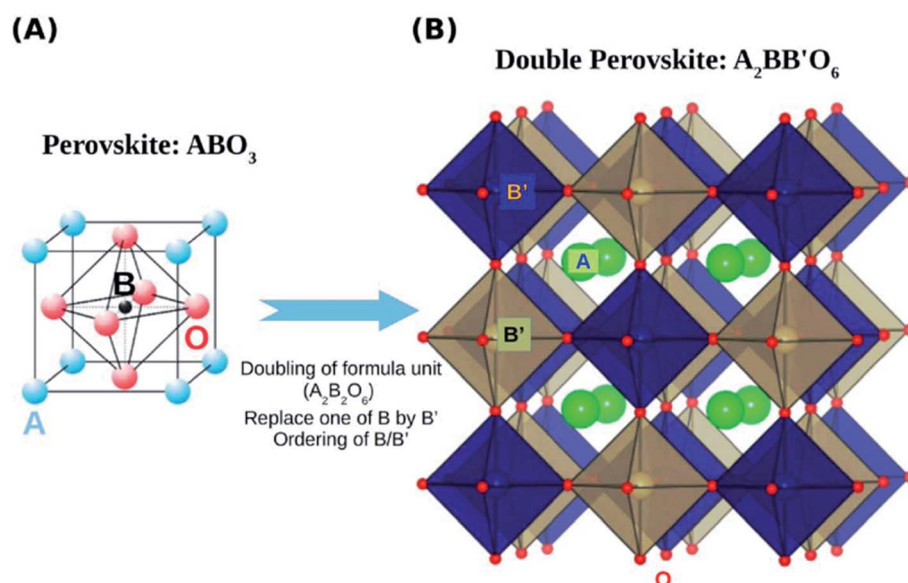 (A)
Perovskite: ABO₃
B
O
A
Doubling of formula unit
(A₂B₂O₆)
Replace one of B by B'
Ordering of B/B'
(B)
Double Perovskite: A₂BB'O₆
B'
A
B'
O